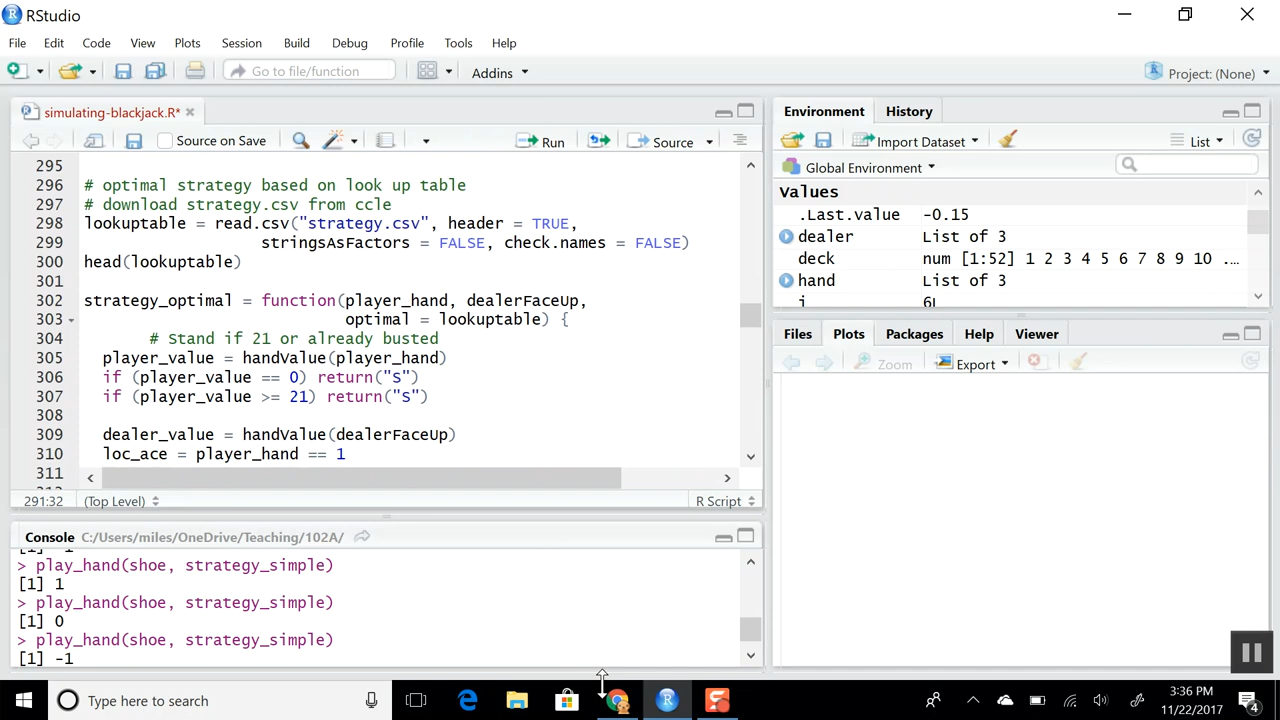 RStudio
File Edit Code View Plots Session Build Debug Profile Tools Help
Go to file/function Addins Project: (None)
simulating-blackjack.R*
Source on Save Run Source
295
296 # optimal strategy based on look up table
297 # download strategy.csv from ccle
298 lookuptable = read.csv("strategy.csv", header = TRUE,
299 stringsAsFactors = FALSE, check.names = FALSE)
300 head(lookuptable)
301
302 strategy_optimal = function(player_hand, dealerFaceUp,
303 optimal = lookuptable) {
304 # Stand if 21 or already busted
305 player_value = handValue(player_hand)
306 if (player_value == 0) return("S")
307 if (player_value >= 21) return("S")
308
309 dealer_value = handValue(dealerFaceUp)
310 loc_ace = player_hand == 1
311
291:32 (Top Level) R Script
Console C:/Users/miles/OneDrive/Teaching/102A/
[1] -1
> play_hand(shoe, strategy_simple)
[1] 1
> play_hand(shoe, strategy_simple)
[1] 0
> play_hand(shoe, strategy_simple)
[1] -1
Environment History
Import Dataset List
Global Environment
Values
.Last.value -0.15
dealer List of 3
deck num [1:52] 1 2 3 4 5 6 7 8 9 10 ...
hand List of 3
i 6L
Files Plots Packages Help Viewer
Zoom Export
Type here to search
3:36 PM
11/22/2017
4